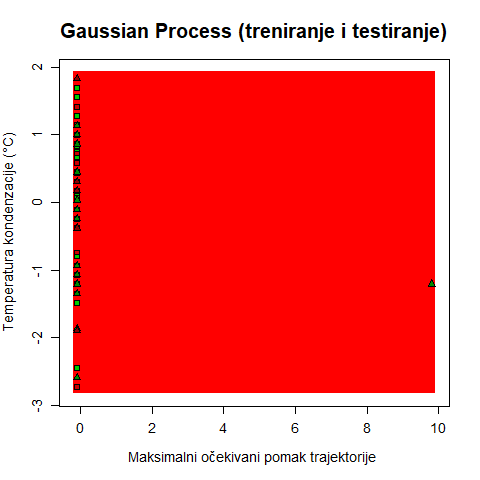 Gaussian Process (treniranje i testiranje)
Temperatura kondenzacije (°C)
2
1
0
-1
-2
-3
0 2 4 6 8 10
Maksimalni očekivani pomak trajektorije